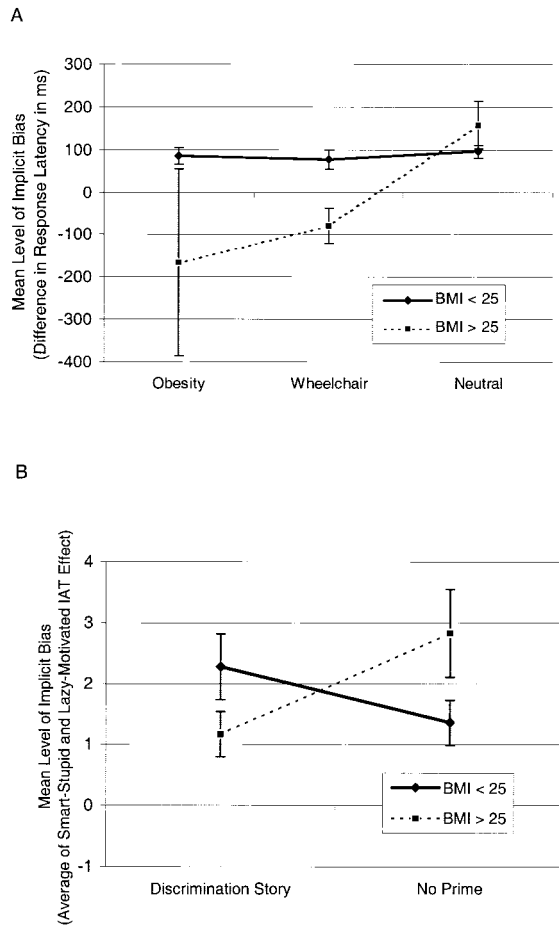 A
Mean Level of Implicit Bias
(Difference in Response Latency in ms)
300
200
100
0
-100
-200
-300
-400
BMI < 25
BMI > 25
Obesity Wheelchair Neutral
B
Mean Level of Implicit Bias
(Average of Smart-Stupid and Lazy-Motivated IAT Effect)
4
3
2
1
0
-1
BMI < 25
BMI > 25
Discrimination Story No Prime